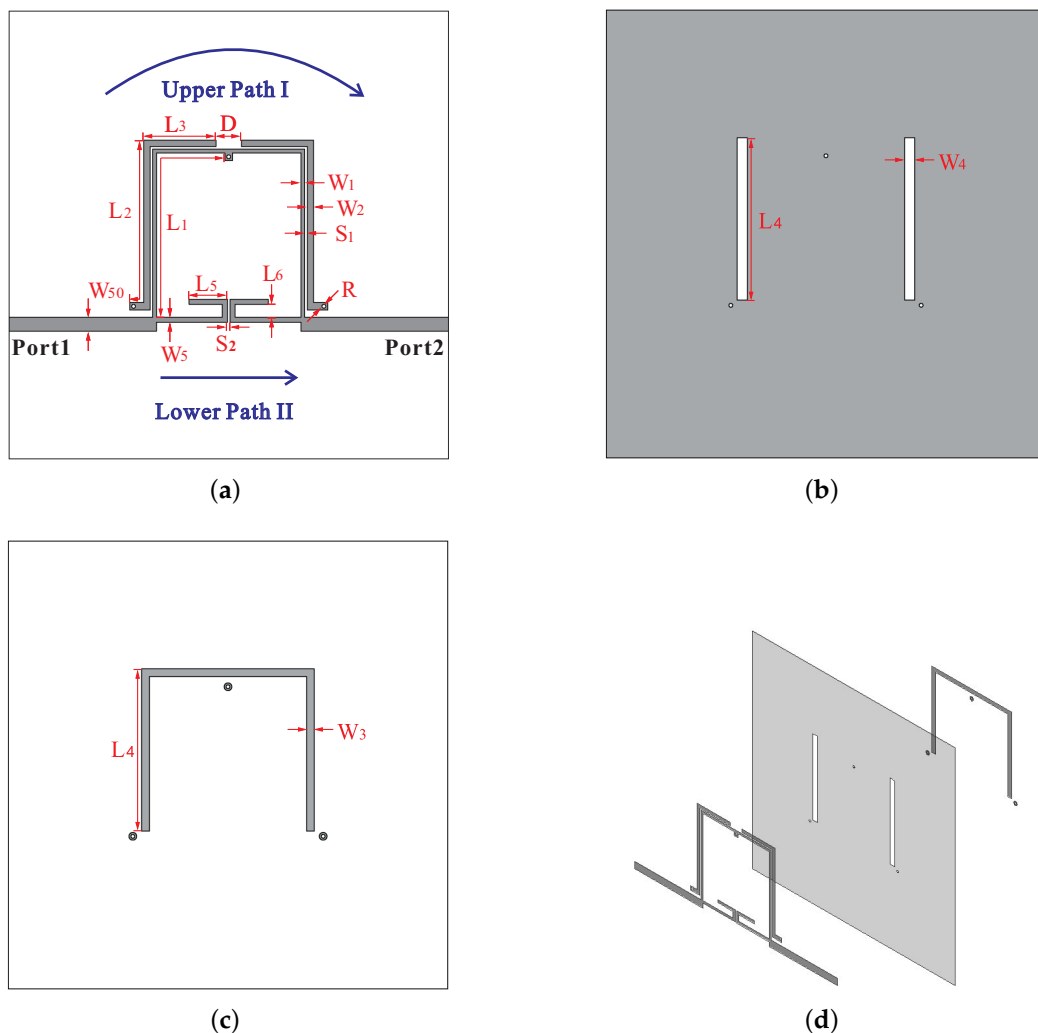 Upper Path I
L3 D
W1
L2
W2
L1
S1
L5 L6
W50
R
Port1
W5 S2
Port2
Lower Path II
(a)
W4
L4
(b)
L4
W3
(c)
(d)